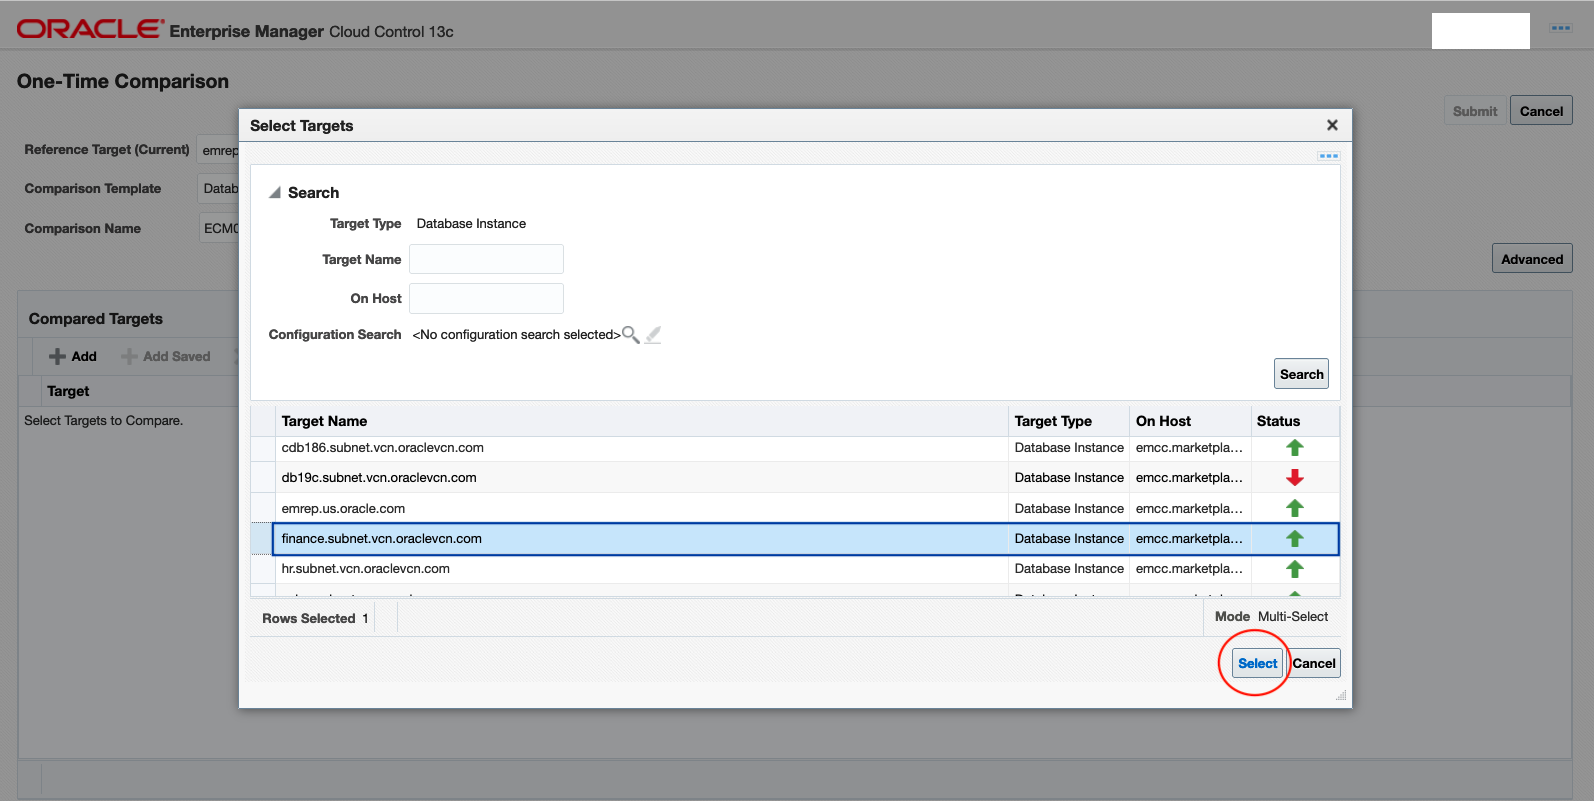 ORACLE Enterprise Manager Cloud Control 13c
One-Time Comparison
Submit Cancel
Reference Target (Current) emrep
Comparison Template Datab
Comparison Name
Advanced
Compared Targets
Add Add Saved
Target
Select Targets to Compare.
Select Targets
Search
Target Type Database Instance
Target Name
On Host
Configuration Search <No configuration search selected>
Search
Target Name Target Type On Host Status
cdb186.subnet.vcn.oraclevcn.com Database Instance emcc.marketpla...
db19c.subnet.vcn.oraclevcn.com Database Instance emcc.marketpla...
emrep.us.oracle.com Database Instance emcc.marketpla...
finance.subnet.vcn.oraclevcn.com Database Instance emcc.marketpla...
hr.subnet.vcn.oraclevcn.com Database Instance emcc.marketpla...
Rows Selected 1 Mode Multi-Select
Select Cancel